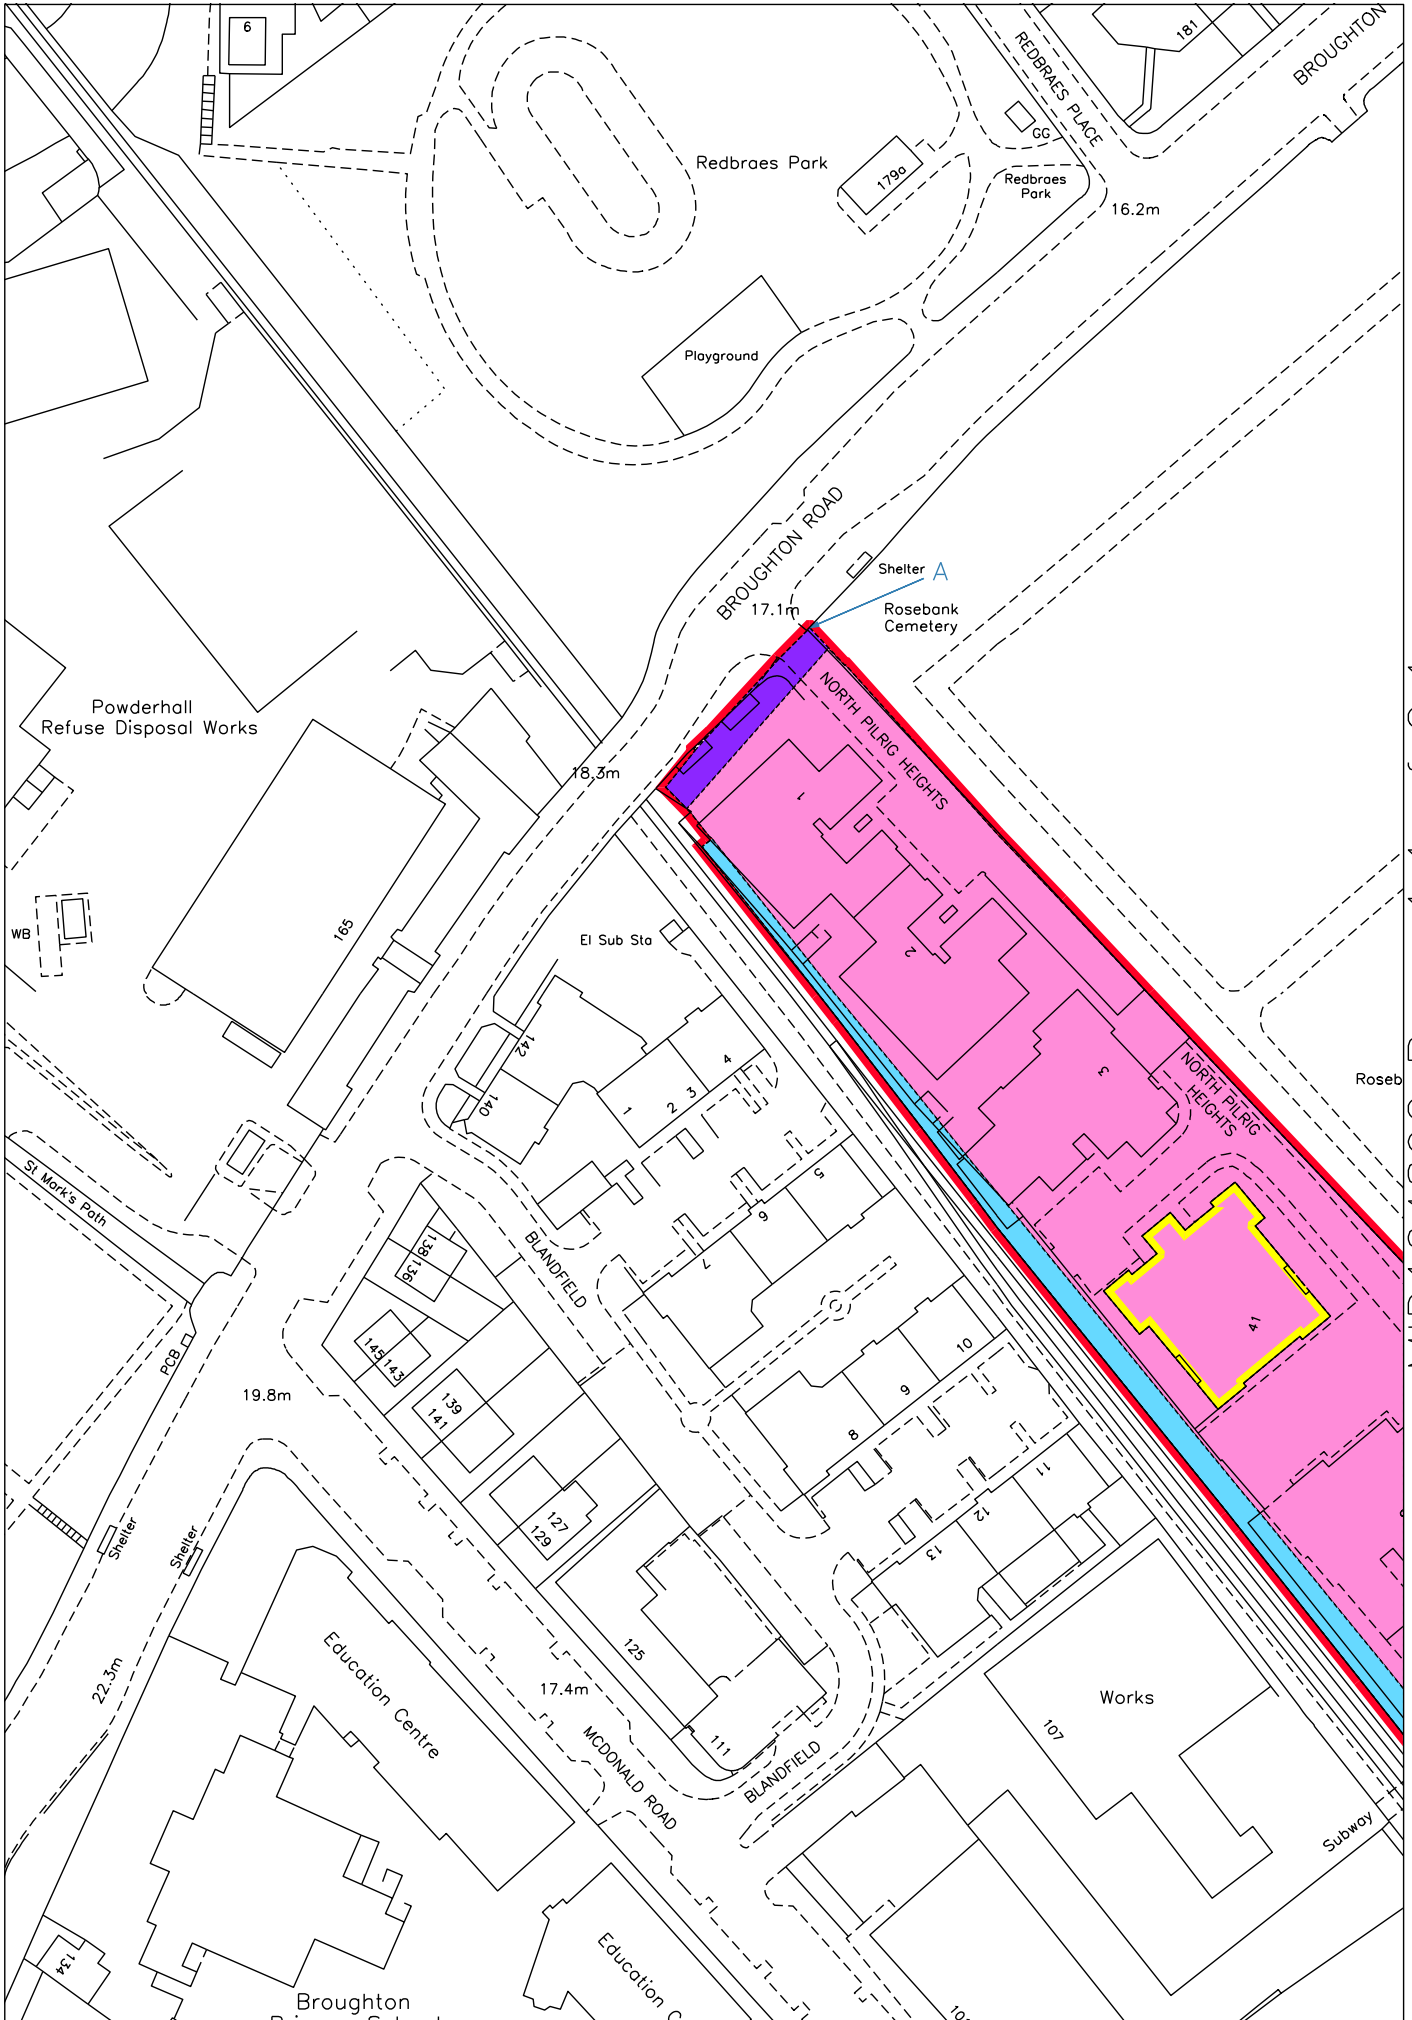 6
181
BROUGHTON
REDBRAES PLACE
GG
Redbraes Park
179a
Redbraes
Park
16.2m
Playground
BROUGHTON ROAD
Shelter
A
17.1m
Rosebank
Cemetery
Powderhall
Refuse Disposal Works
NORTH PILRIG HEIGHTS
18.3m
1
165
WB
El Sub Sta
2
142
4
3
2
1
140
3
NORTH PILRIG
HEIGHTS
Roseb
St Mark's Path
5
6
7
138
136
BLANDFIELD
41
145
143
PCB
19.8m
139
141
10
9
8
127
129
11
12
13
Shelter
Shelter
125
Education Centre
22.3m
17.4m
Works
107
111
MCDONALD ROAD
BLANDFIELD
Subway
134
Education C
Broughton